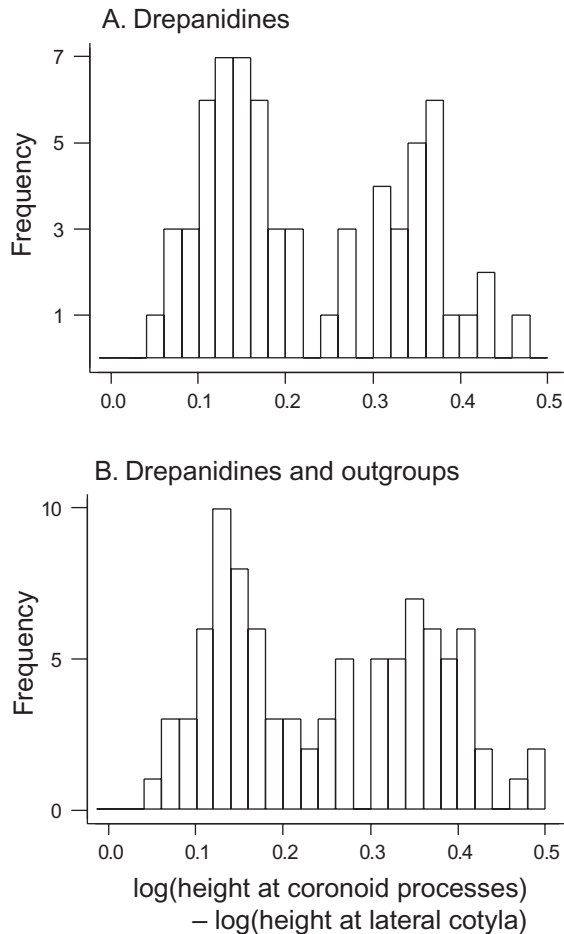 A. Drepanidines
7
5
3
1
Frequency
0.0 0.1 0.2 0.3 0.4 0.5
B. Drepanidines and outgroups
10
5
0
Frequency
0.0 0.1 0.2 0.3 0.4 0.5
log(height at coronoid processes)
– log(height at lateral cotyla)